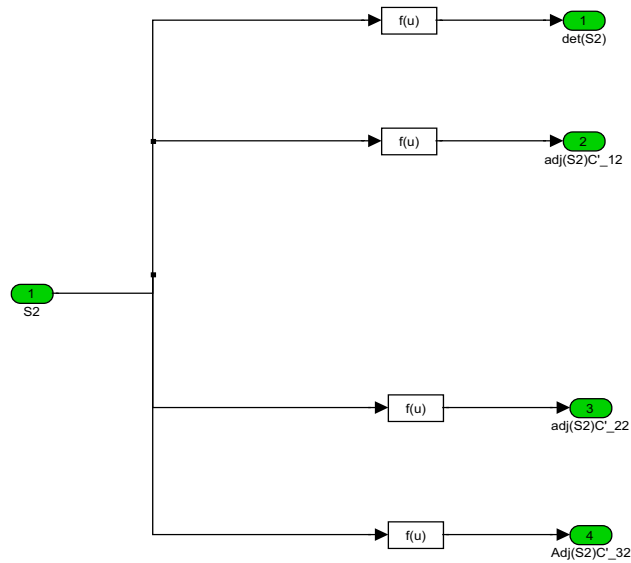 f(u)
1
det(S2)
f(u)
2
adj(S2)C'_12
1
S2
f(u)
3
adj(S2)C'_22
f(u)
4
Adj(S2)C'_32